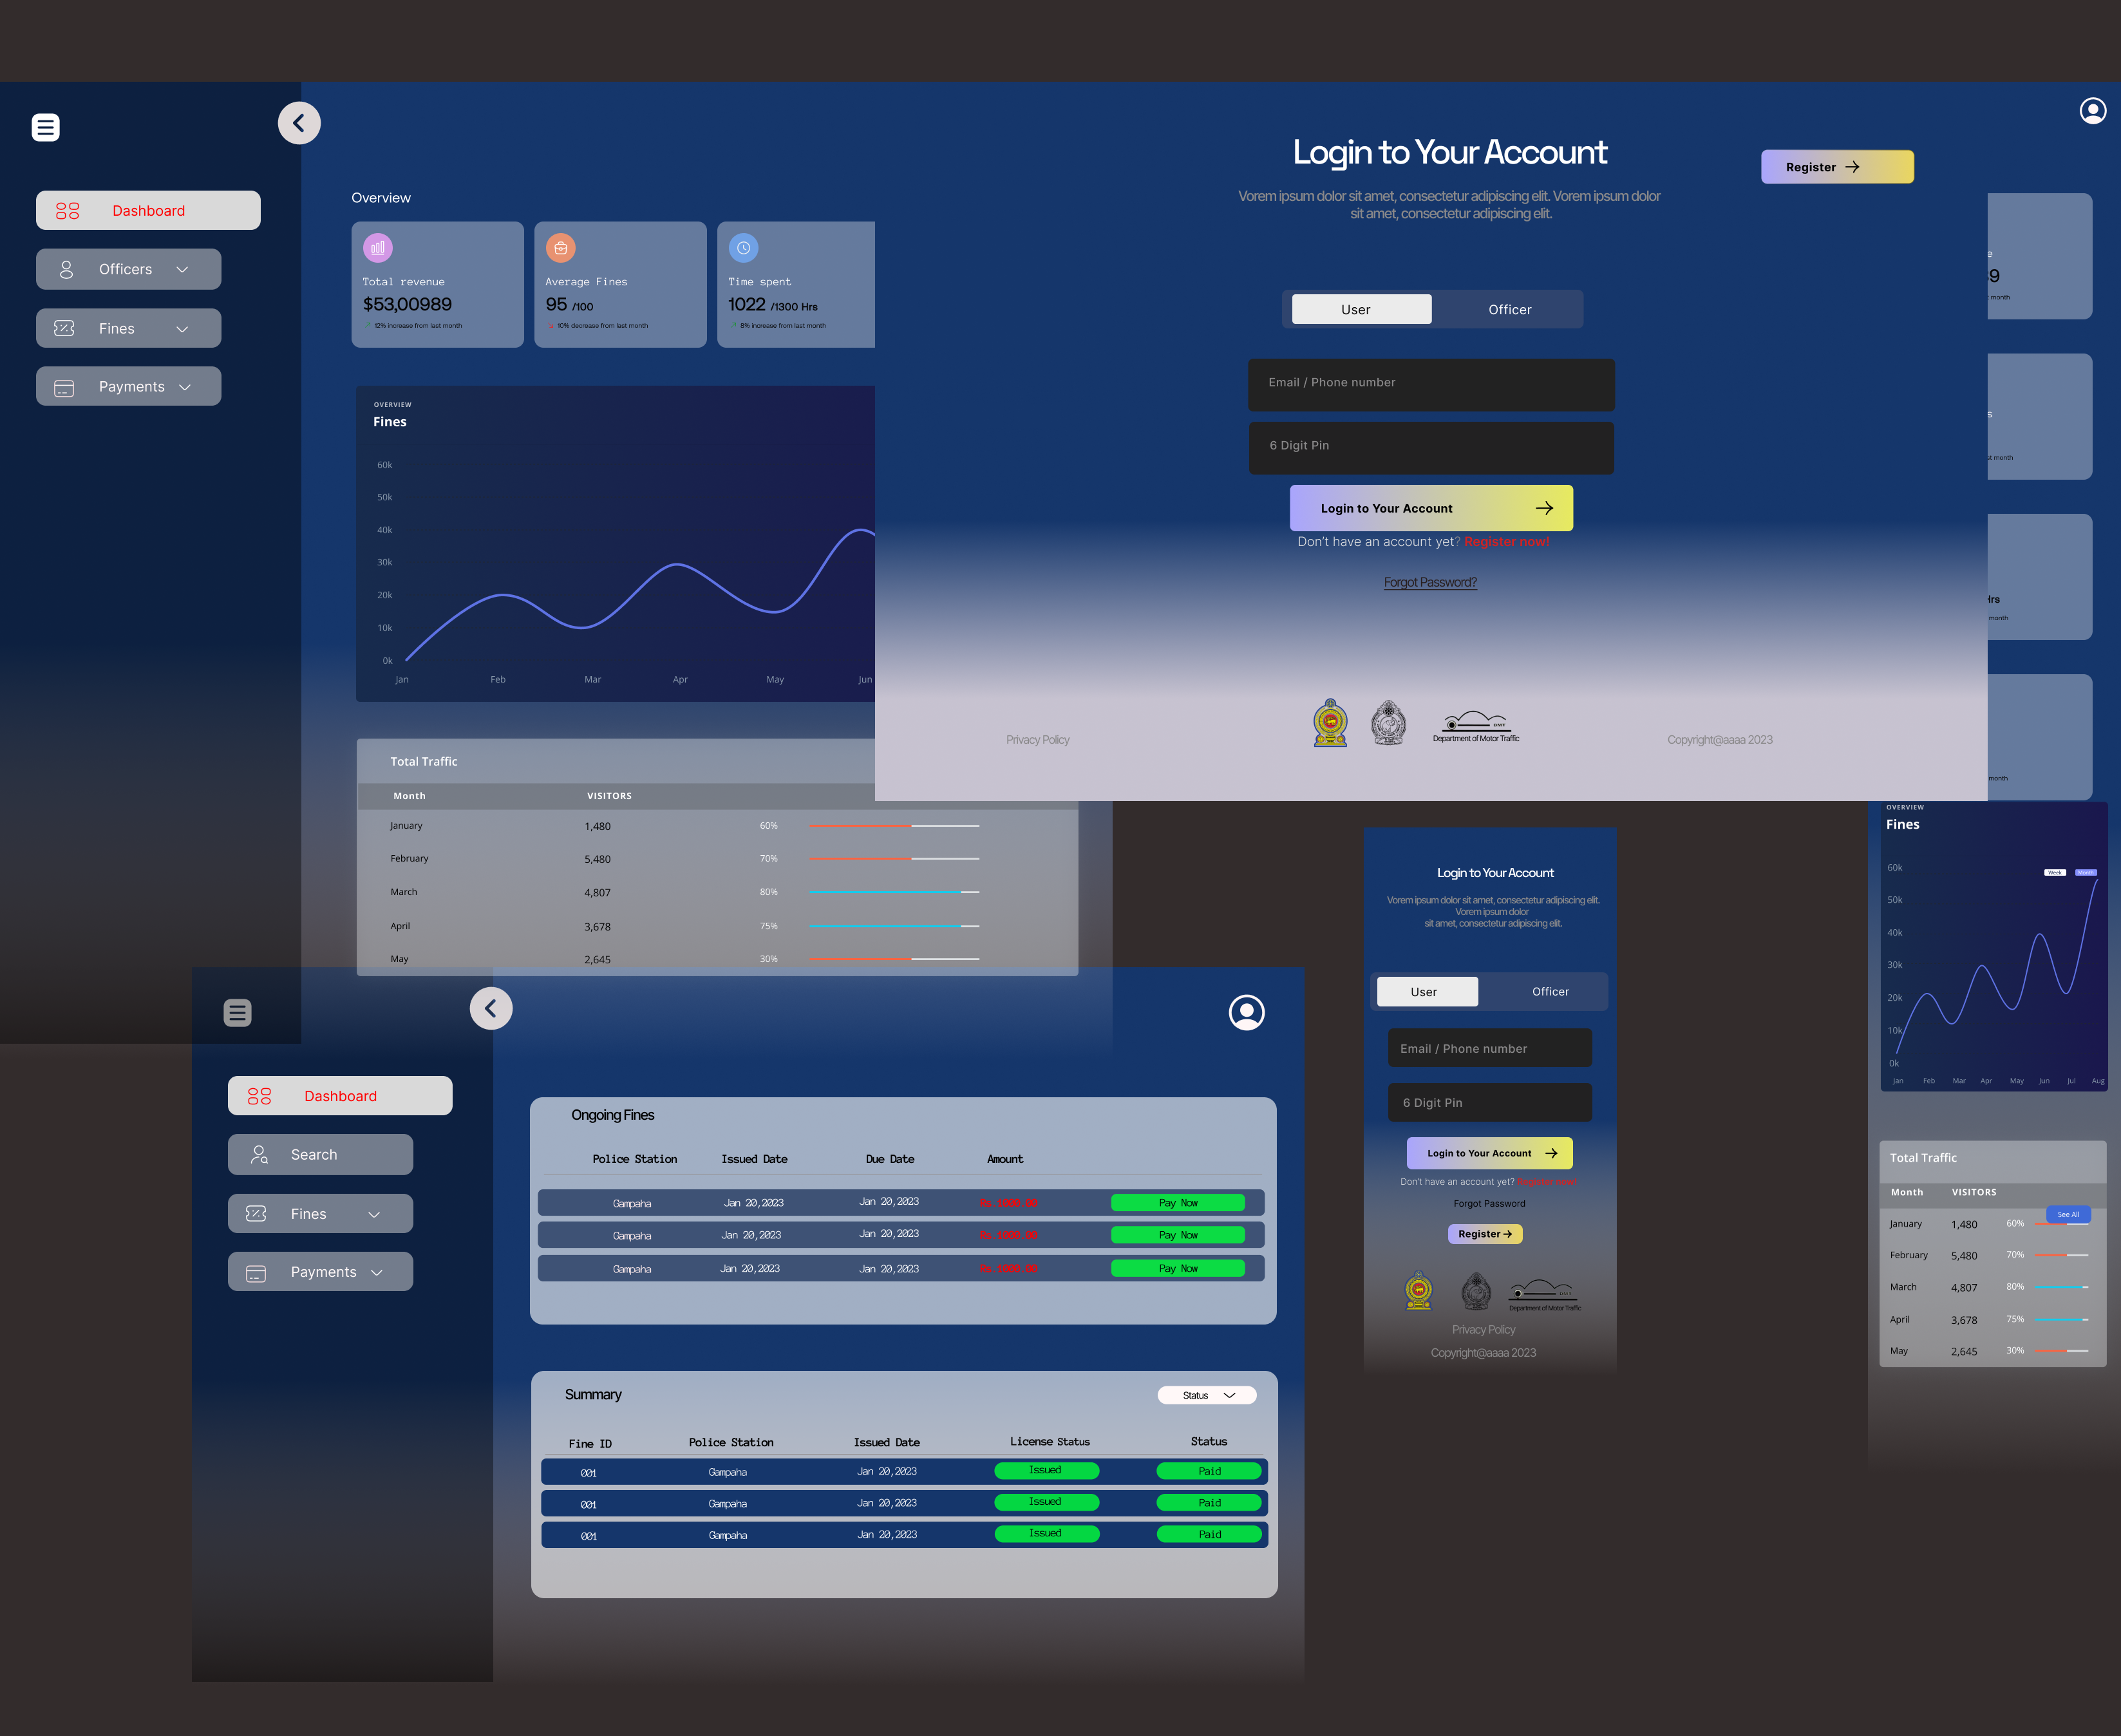 Dashboard
Officers
Fines
Payments
Overview
Total revenue
$53,00989
12% increase from last month
Average Fines
95 /100
10% decrease from last month
Time spent
1022 /1300 Hrs
8% increase from last month
OVERVIEW
Fines
60k
50k
40k
30k
20k
10k
0k
Jan Feb Mar Apr May Jun
Total Traffic
Month VISITORS
January 1,480 60%
February 5,480 70%
March 4,807 80%
April 3,678 75%
May 2,645 30%
Login to Your Account
Register
Vorem ipsum dolor sit amet, consectetur adipiscing elit. Vorem ipsum dolor
sit amet, consectetur adipiscing elit.
User Officer
Email / Phone number
6 Digit Pin
Login to Your Account
Don't have an account yet? Register now!
Forgot Password?
Privacy Policy
DMT
Department of Motor Traffic
Copyright@aaaa 2023
month
month
Hrs
month
month
Dashboard
Search
Fines
Payments
Ongoing Fines
Police Station Issued Date Due Date Amount
Gampaha Jan 20,2023 Jan 20,2023 Rs.1000.00 Pay Now
Gampaha Jan 20,2023 Jan 20,2023 Rs.1000.00 Pay Now
Gampaha Jan 20,2023 Jan 20,2023 Rs.1000.00 Pay Now
Summary
Status
Fine ID Police Station Issued Date License Status Status
001 Gampaha Jan 20,2023 Issued Paid
001 Gampaha Jan 20,2023 Issued Paid
001 Gampaha Jan 20,2023 Issued Paid
Login to Your Account
Vorem ipsum dolor sit amet, consectetur adipiscing elit.
Vorem ipsum dolor
sit amet, consectetur adipiscing elit.
User Officer
Email / Phone number
6 Digit Pin
Login to Your Account
Don't have an account yet? Register now!
Forgot Password
Register
DMT
Department of Motor Traffic
Privacy Policy
Copyright@aaaa 2023
OVERVIEW
Fines
Week Month
60k
50k
40k
30k
20k
10k
0k
Jan Feb Mar Apr May Jun Jul Aug
Total Traffic
Month VISITORS
See All
January 1,480 60%
February 5,480 70%
March 4,807 80%
April 3,678 75%
May 2,645 30%